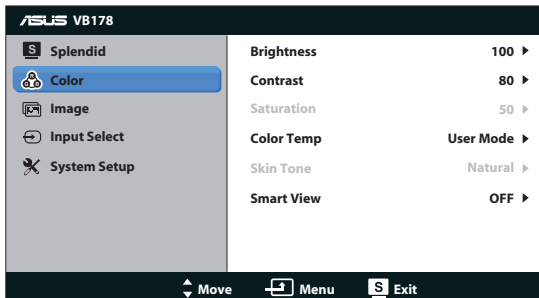 ASUS VB178
S Splendid
Color
Image
Input Select
System Setup
Brightness 100
Contrast 80
Saturation 50
Color Temp User Mode
Skin Tone Natural
Smart View OFF
Move Menu S Exit